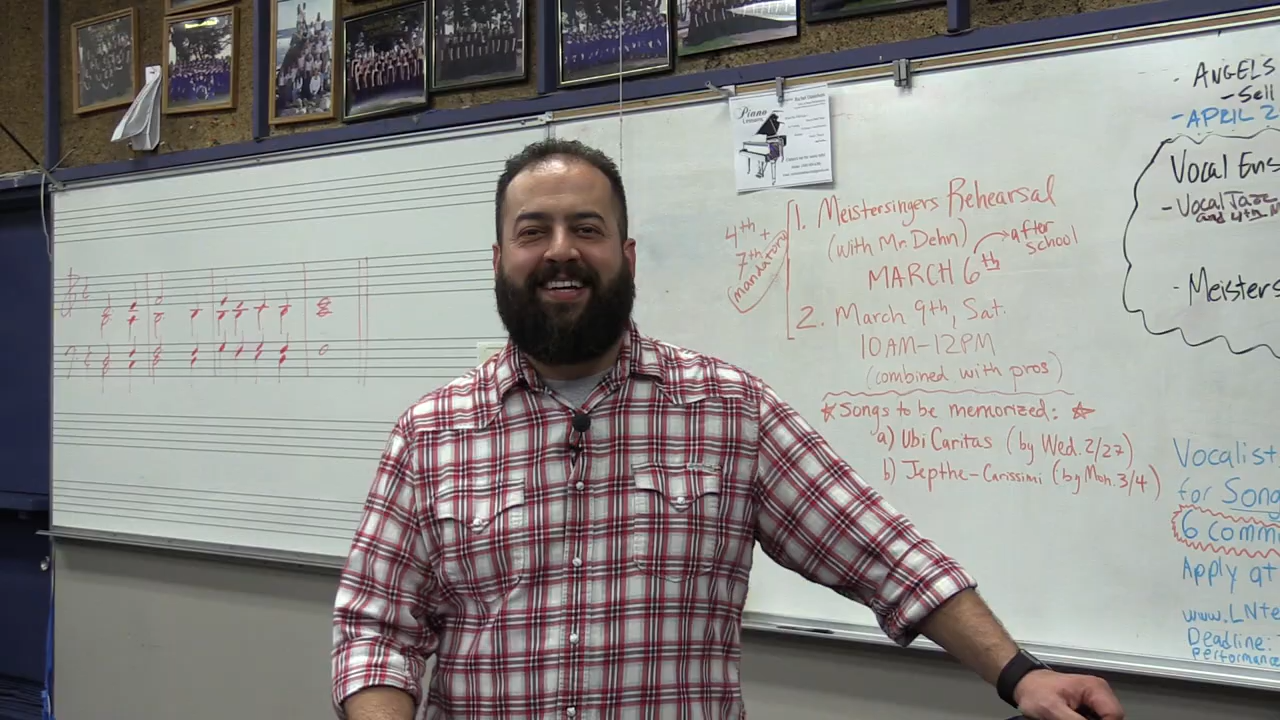 Piano
Lessons
4th +
7th
mandatory
1. Meistersingers Rehearsal
(with Mr. Dehn)
MARCH 6th
after
school
2. March 9th, Sat.
10AM-12PM
(combined with pros)
Songs to be memorized:
a) Ubi Caritas (by Wed. 2/27)
b) Jepthe-Carissimi (by Mon. 3/4)
- ANGELS
- Sell
- APRIL 2
Vocal Ens
- Vocal Jazz
and 4th
- Meisters
Vocalist
for Song
6 comm
Apply at
www.LNte
Deadline:
performanc